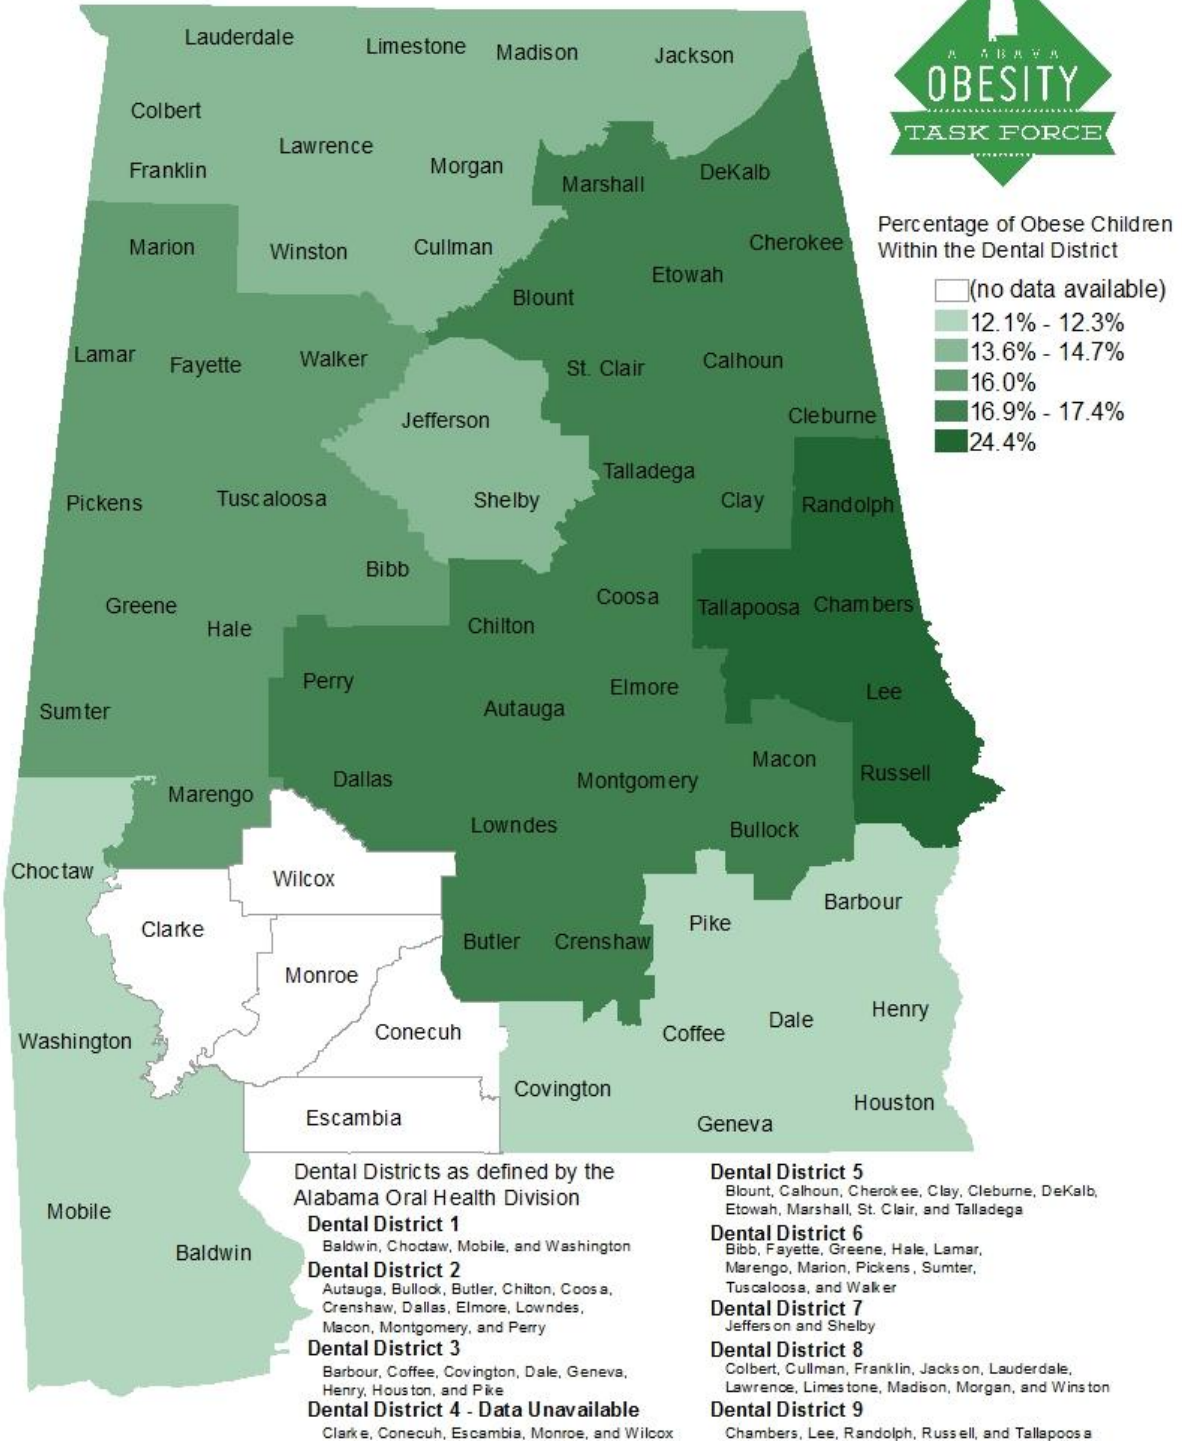 A ABAVA
OBESITY
TASK FORCE
Percentage of Obese Children
Within the Dental District
(no data available)
12.1% - 12.3%
13.6% - 14.7%
16.0%
16.9% - 17.4%
24.4%
Lauderdale
Limestone
Madison
Jackson
Colbert
Lawrence
Franklin
Morgan
Marshall
DeKalb
Marion
Winston
Cullman
Cherokee
Etowah
Blount
Lamar
Fayette
Walker
St. Clair
Calhoun
Jefferson
Cleburne
Talladega
Pickens
Tuscaloosa
Shelby
Clay
Randolph
Bibb
Greene
Hale
Chilton
Coosa
Tallapoosa
Chambers
Perry
Elmore
Lee
Sumter
Autauga
Macon
Dallas
Montgomery
Russell
Marengo
Lowndes
Bullock
Choctaw
Wilcox
Barbour
Clarke
Pike
Butler
Crenshaw
Monroe
Henry
Washington
Conecuh
Coffee
Dale
Covington
Houston
Escambia
Geneva
Mobile
Baldwin
Dental Districts as defined by the
Alabama Oral Health Division
Dental District 1
Baldwin, Choctaw, Mobile, and Washington
Dental District 2
Autauga, Bullock, Butler, Chilton, Coosa,
Crenshaw, Dallas, Elmore, Lowndes,
Macon, Montgomery, and Perry
Dental District 3
Barbour, Coffee, Covington, Dale, Geneva,
Henry, Houston, and Pike
Dental District 4 - Data Unavailable
Clarke, Conecuh, Escambia, Monroe, and Wilcox
Dental District 5
Blount, Calhoun, Cherokee, Clay, Cleburne, DeKalb,
Etowah, Marshall, St. Clair, and Talladega
Dental District 6
Bibb, Fayette, Greene, Hale, Lamar,
Marengo, Marion, Pickens, Sumter,
Tuscaloosa, and Walker
Dental District 7
Jefferson and Shelby
Dental District 8
Colbert, Cullman, Franklin, Jackson, Lauderdale,
Lawrence, Limestone, Madison, Morgan, and Winston
Dental District 9
Chambers, Lee, Randolph, Russell, and Tallapoosa